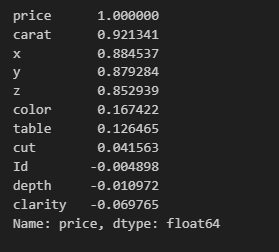 price 1.000000
carat 0.921341
x 0.884537
y 0.879284
z 0.852939
color 0.167422
table 0.126465
cut 0.041563
Id -0.004898
depth -0.010972
clarity -0.069765
Name: price, dtype: float64